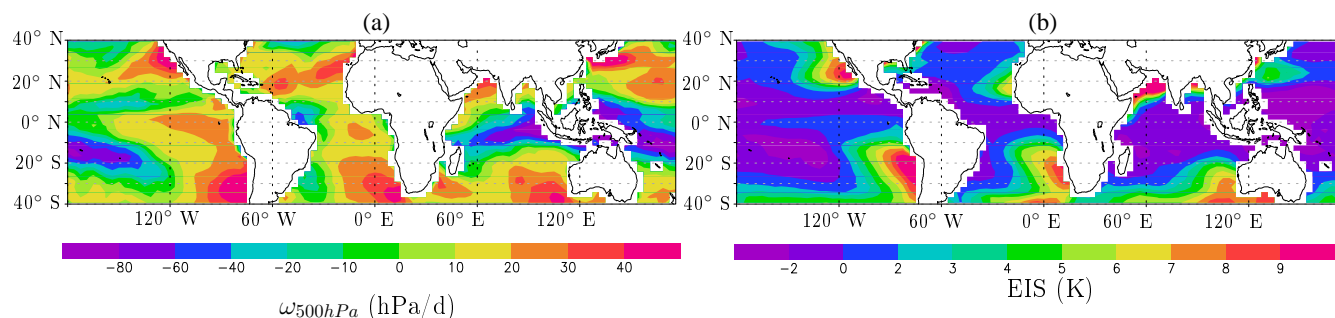 (a) (b)
40° N 40° N
20° N 20° N
0° N 0° N
20° S 20° S
40° S 40° S
120° W 60° W 0° E 60° E 120° E 120° W 60° W 0° E 60° E 120° E
−80 −60 −40 −20 −10 0 10 20 30 40 −2 0 2 3 4 5 6 7 8 9
ω500hPa (hPa/d) EIS (K)